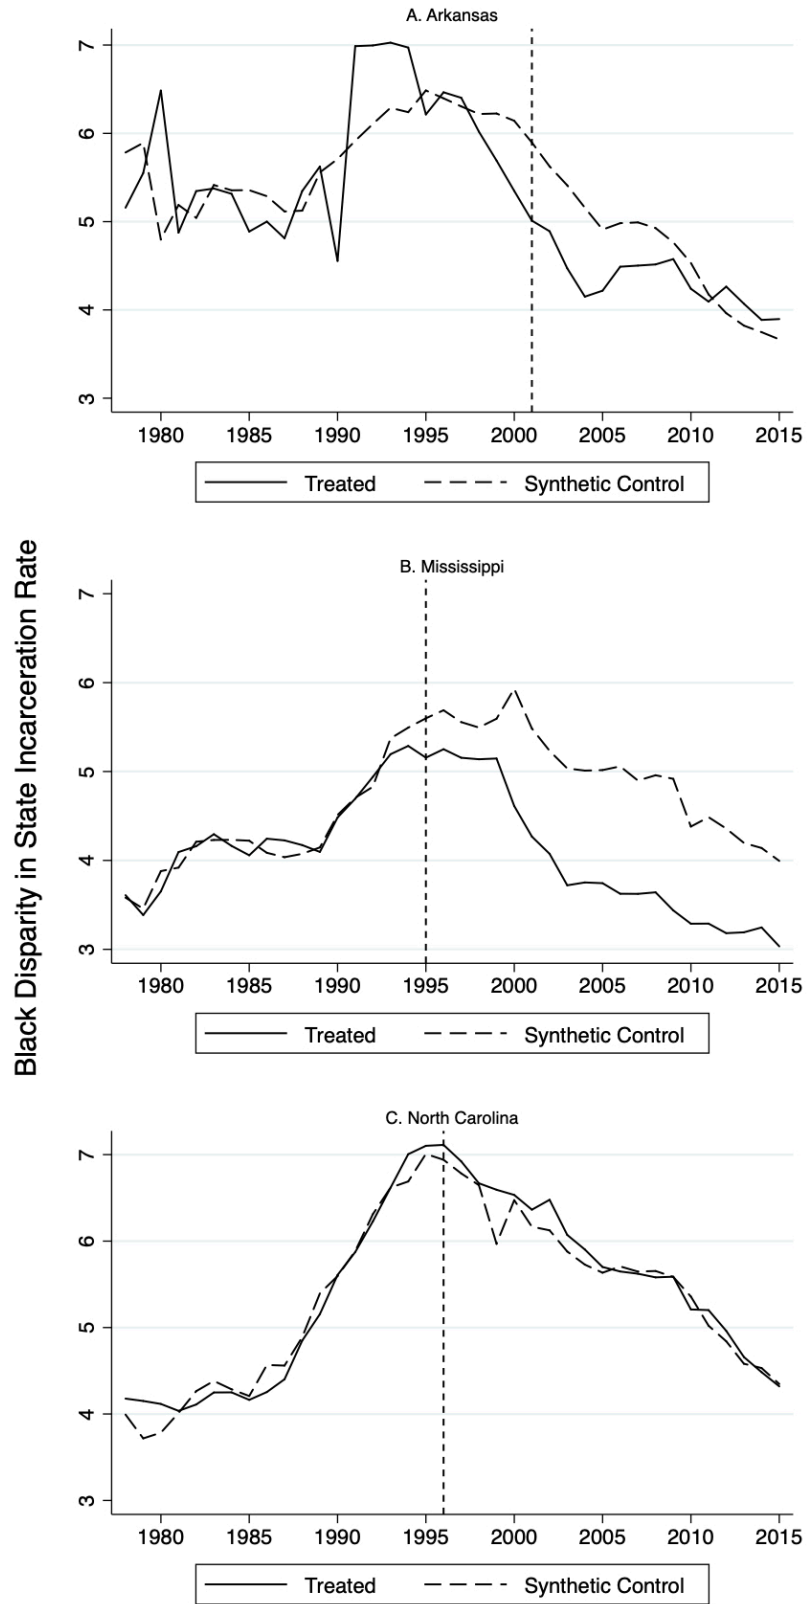 Black Disparity in State Incarceration Rate
A. Arkansas
7
6
5
4
3
1980 1985 1990 1995 2000 2005 2010 2015
Treated Synthetic Control
B. Mississippi
7
6
5
4
3
1980 1985 1990 1995 2000 2005 2010 2015
Treated Synthetic Control
C. North Carolina
7
6
5
4
3
1980 1985 1990 1995 2000 2005 2010 2015
Treated Synthetic Control